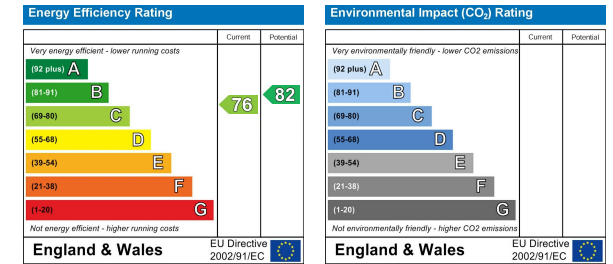 Energy Efficiency Rating
Current Potential
Very energy efficient - lower running costs
(92 plus) A
(81-91) B
(69-80) C
(55-68) D
(39-54) E
(21-38) F
(1-20) G
76
82
Not energy efficient - higher running costs
England & Wales
EU Directive
2002/91/EC
Environmental Impact (CO2) Rating
Current Potential
Very environmentally friendly - lower CO2 emissions
(92 plus) A
(81-91) B
(69-80) C
(55-68) D
(39-54) E
(21-38) F
(1-20) G
Not environmentally friendly - higher CO2 emissions
England & Wales
EU Directive
2002/91/EC